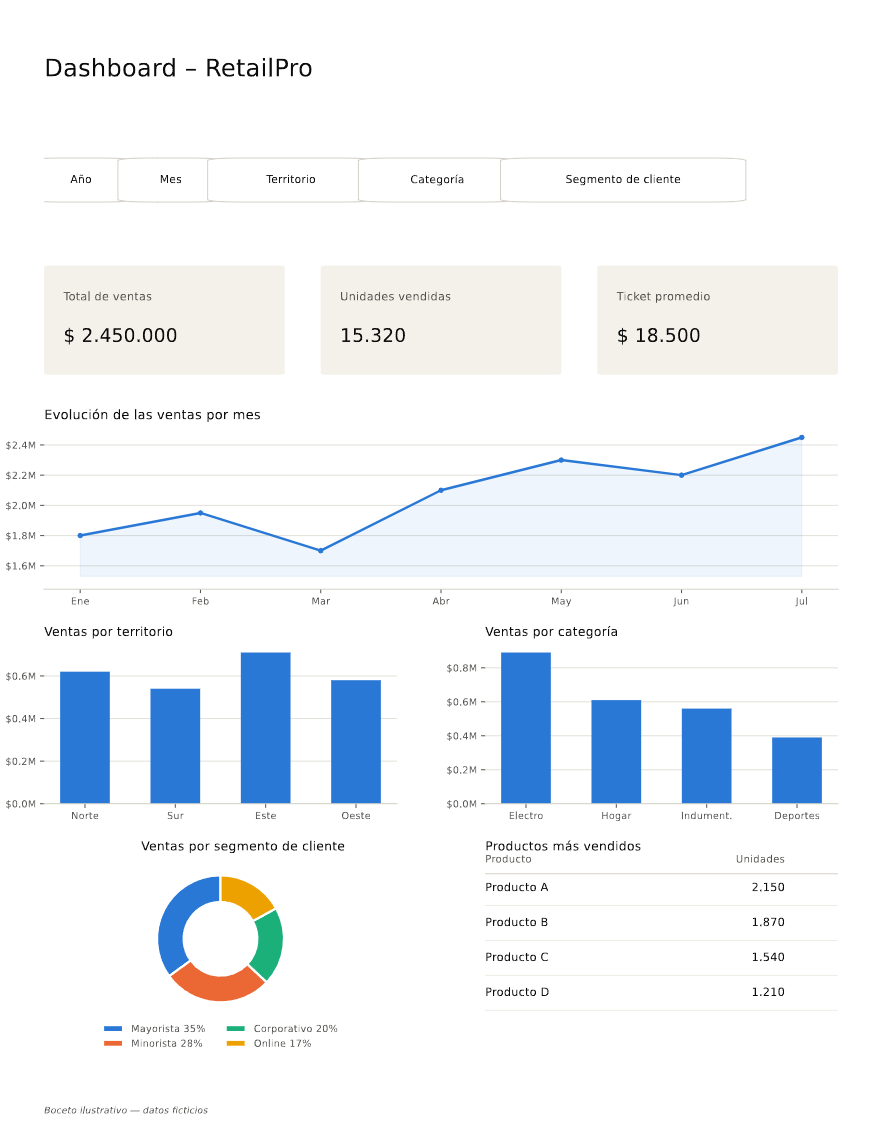 Dashboard – RetailPro
Año Mes Territorio Categoría Segmento de cliente
Total de ventas
$ 2.450.000
Unidades vendidas
15.320
Ticket promedio
$ 18.500
Evolución de las ventas por mes
$2.4M
$2.2M
$2.0M
$1.8M
$1.6M
Ene Feb Mar Abr May Jun Jul
Ventas por territorio
$0.6M
$0.4M
$0.2M
$0.0M
Norte Sur Este Oeste
Ventas por categoría
$0.8M
$0.6M
$0.4M
$0.2M
$0.0M
Electro Hogar Indument. Deportes
Ventas por segmento de cliente
Mayorista 35% Corporativo 20%
Minorista 28% Online 17%
Productos más vendidos
Producto Unidades
Producto A 2.150
Producto B 1.870
Producto C 1.540
Producto D 1.210
Boceto ilustrativo — datos ficticios